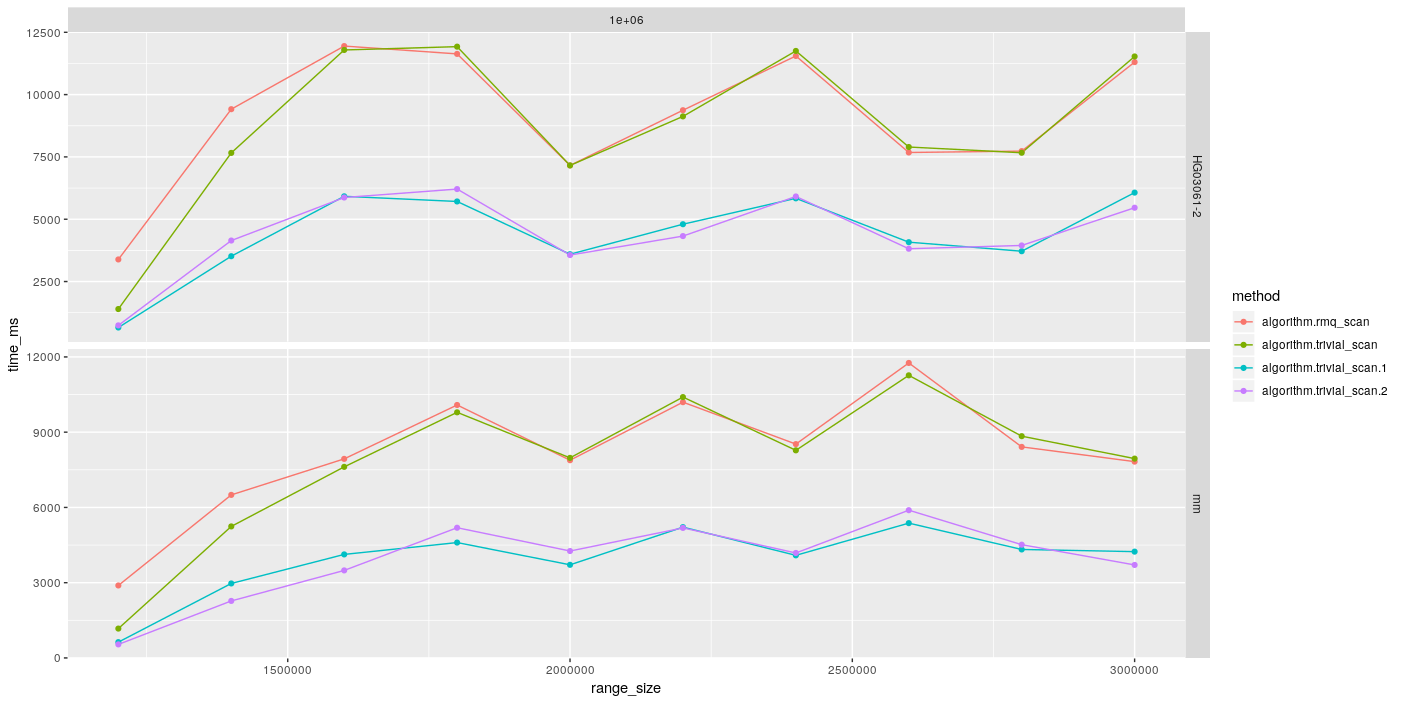 1e+06
12500
10000
7500
5000
2500
HG03061-2
12000
9000
6000
3000
0
mm
time_ms
1500000
2000000
2500000
3000000
range_size
method
algorithm.rmq_scan
algorithm.trivial_scan
algorithm.trivial_scan.1
algorithm.trivial_scan.2